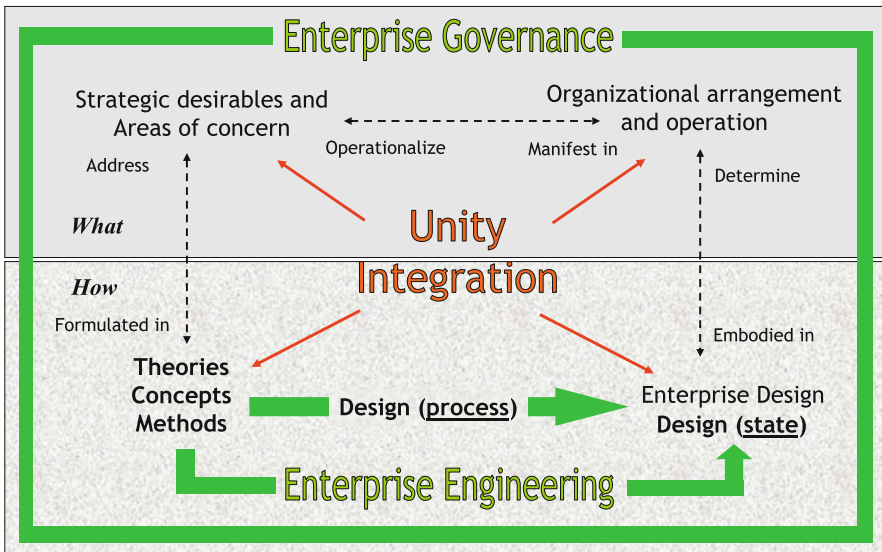 Enterprise Governance
Strategic desirables and
Areas of concern
Organizational arrangement
and operation
Operationalize
Manifest in
Address
Determine
What
Unity
Integration
How
Formulated in
Embodied in
Theories
Concepts
Methods
Design (process)
Enterprise Design
Design (state)
Enterprise Engineering